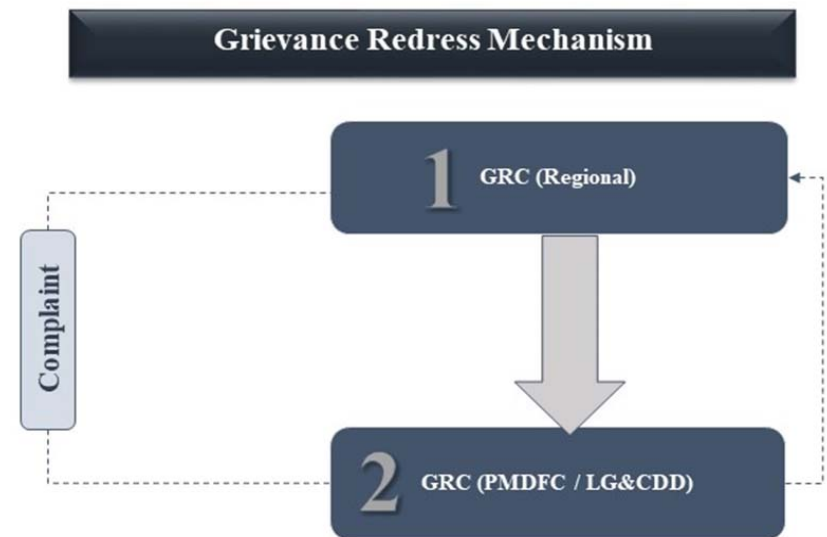 Grievance Redress Mechanism
1
GRC (Regional)
Complaint
2
GRC (PMDFC / LG&CDD)